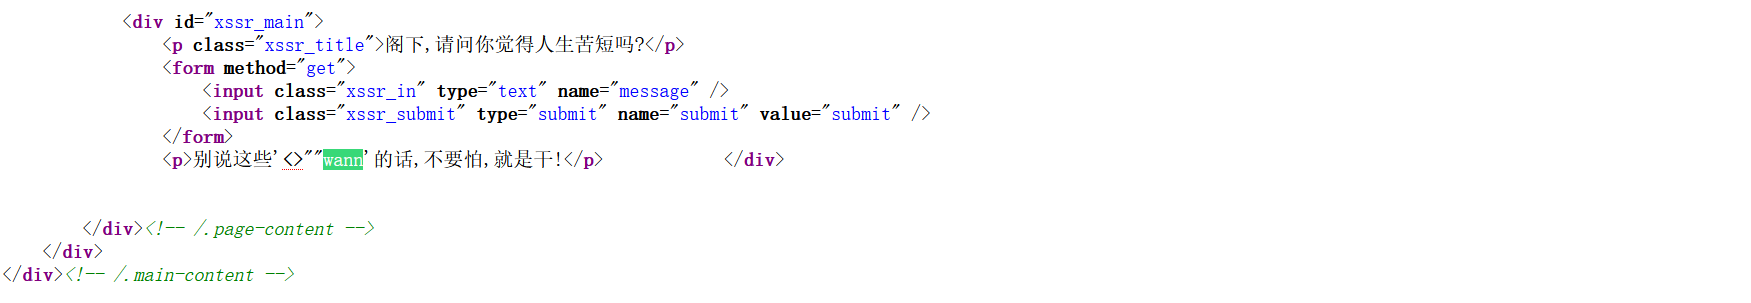 <div id="xssr_main">
<p class="xssr_title">阁下,请问你觉得人生苦短吗?</p>
<form method="get">
<input class="xssr_in" type="text" name="message" />
<input class="xssr_submit" type="submit" name="submit" value="submit" />
</form>
<p>别说这些'<>""wann'的话,不要怕,就是干!</p>            </div>
</div><!-- /.page-content -->
</div>
</div><!-- /.main-content -->